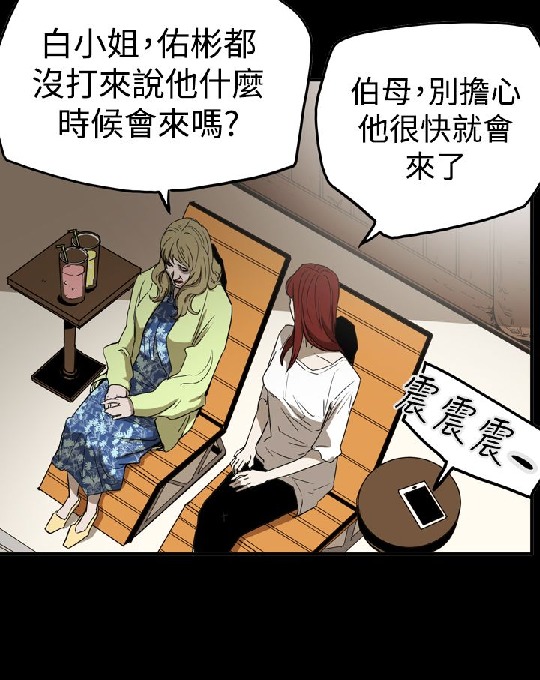 白小姐,佑彬都
沒打來說他什麼
時候會來嗎?
伯母,別擔心
他很快就會
來了
震震震